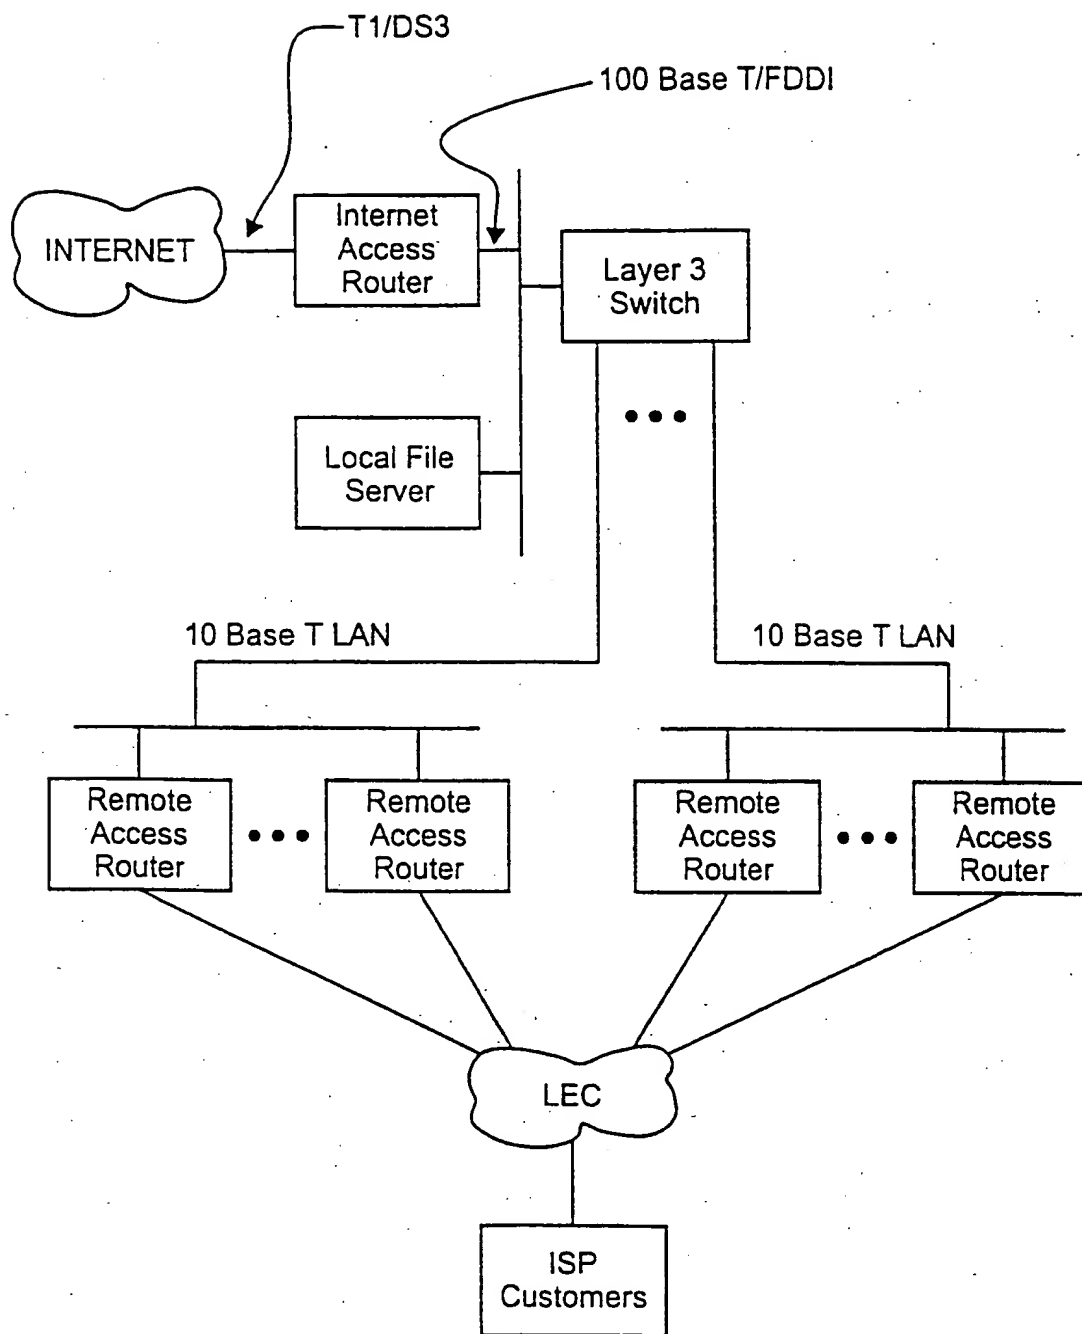 T1/DS3
100 Base T/FDDI
INTERNET
Internet
Access
Router
Layer 3
Switch
Local File
Server
10 Base T LAN
10 Base T LAN
Remote
Access
Router
Remote
Access
Router
Remote
Access
Router
Remote
Access
Router
LEC
ISP
Customers